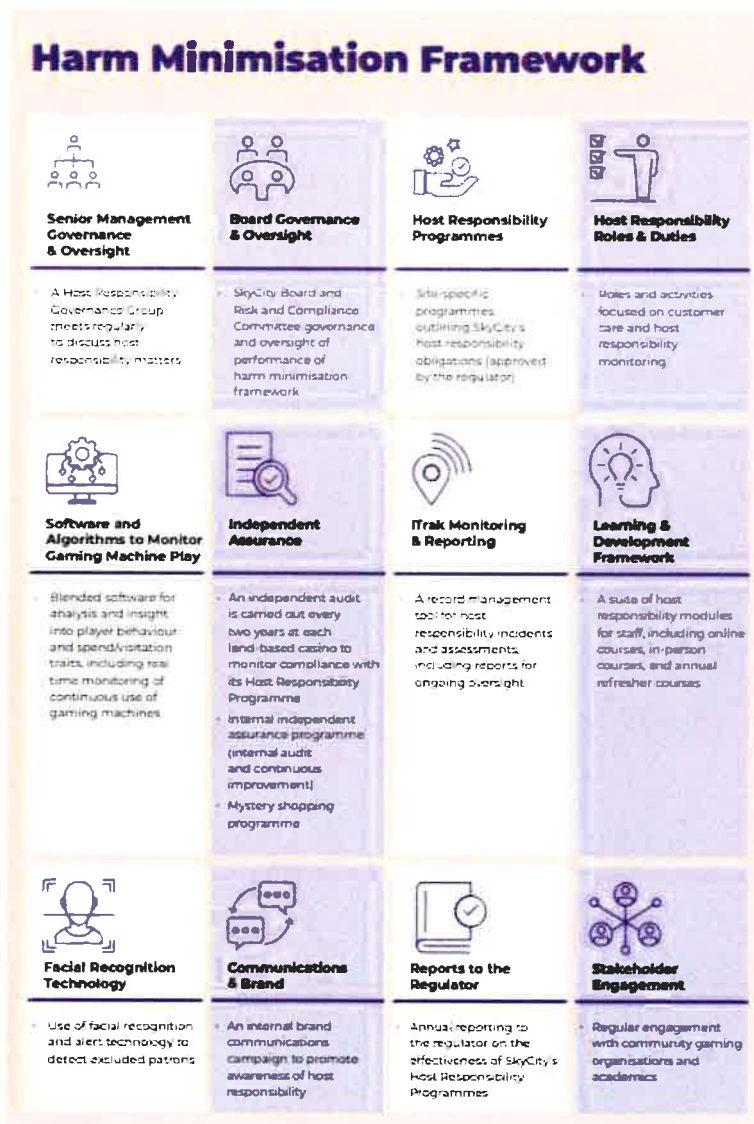 Harm Minimisation Framework
Senior Management
Governance
& Oversight
• A Host Responsibility
Governance Group
meets regularly
to discuss host
responsibility matters
Board Governance
& Oversight
• SkyCity Board and
Risk and Compliance
Committee governance
and oversight of
performance of
harm minimisation
framework
Host Responsibility
Programmes
• Site-specific
programmes
outlining SkyCity's
host responsibility
obligations (approved
by the regulator)
Host Responsibility
Roles & Duties
• Roles and activities
focused on customer
care and host
responsibility
monitoring
Software and
Algorithms to Monitor
Gaming Machine Play
• Blended software for
analysis and insight
into player behaviour
and spend/visitation
traits, including real
time monitoring of
continuous use of
gaming machines
Independent
Assurance
• An independent audit
is carried out every
two years at each
land-based casino to
monitor compliance with
its Host Responsibility
Programme
• Internal independent
assurance programme
(internal audit
and continuous
improvement)
• Mystery shopping
programme
iTrak Monitoring
& Reporting
• A record management
tool for host
responsibility incidents
and assessments,
including reports for
ongoing oversight
Learning &
Development
Framework
• A suite of host
responsibility modules
for staff, including online
courses, in-person
courses, and annual
refresher courses
Facial Recognition
Technology
• Use of facial recognition
and alert technology to
detect excluded patrons
Communications
& Brand
• An internal brand
communications
campaign to promote
awareness of host
responsibility
Reports to the
Regulator
• Annual reporting to
the regulator on the
effectiveness of SkyCity's
Host Responsibility
Programmes
Stakeholder
Engagement
• Regular engagement
with community gaming
organisations and
academics